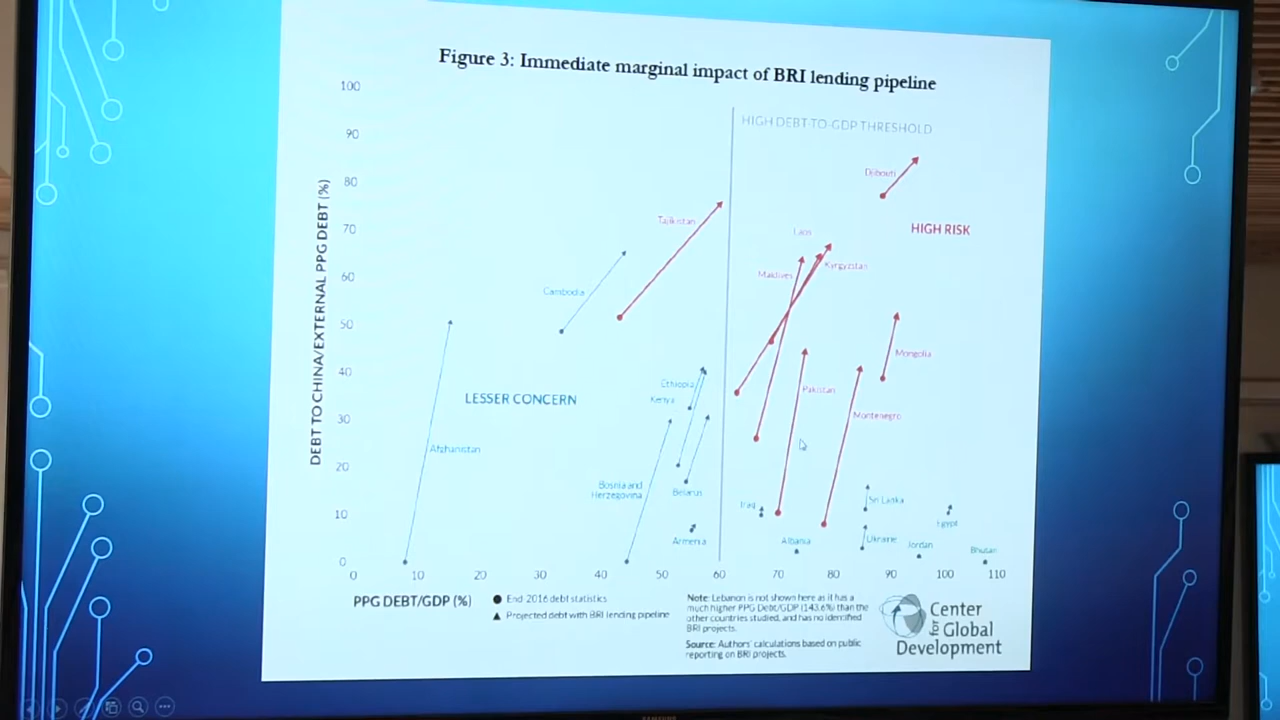 Figure 3: Immediate marginal impact of BRI lending pipeline
100
90
80
70
60
50
40
30
20
10
0
DEBT TO CHINA/EXTERNAL PPG DEBT (%)
HIGH DEBT-TO-GDP THRESHOLD
Djibouti
HIGH RISK
Tajikistan
Laos
Kyrgyzstan
Maldives
Cambodia
Mongolia
Ethiopia
Kenya
Pakistan
LESSER CONCERN
Montenegro
Afghanistan
Bosnia and
Herzegovina
Belarus
Iraq
Sri Lanka
Egypt
Armenia
Albania
Ukraine
Jordan
Bhutan
0 10 20 30 40 50 60 70 80 90 100 110
PPG DEBT/GDP (%)
End 2016 debt statistics
Projected debt with BRI lending pipeline
Note: Lebanon is not shown here as it has a
much higher PPG Debt/GDP (143.6%) than the
other countries studied, and has no identified
BRI projects.
Source: Authors' calculations based on public
reporting on BRI projects.
Center
for Global
Development
SAMSUNG